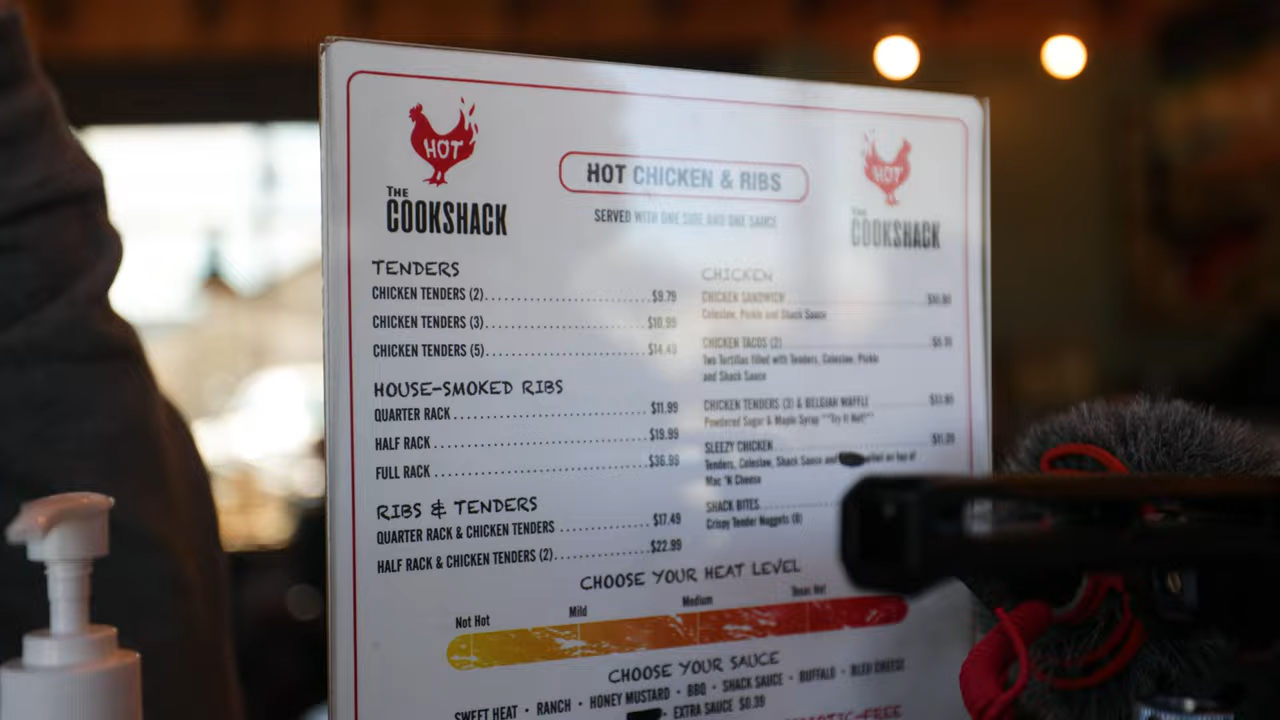 HOT
THE
COOKSHACK
HOT CHICKEN & RIBS
SERVED WITH ONE SIDE AND ONE SAUCE
HOT
THE
COOKSHACK
TENDERS
CHICKEN TENDERS (2) $9.79
CHICKEN TENDERS (3) $10.99
CHICKEN TENDERS (5) $14.49
HOUSE-SMOKED RIBS
QUARTER RACK $11.99
HALF RACK $19.99
FULL RACK $36.99
RIBS & TENDERS
QUARTER RACK & CHICKEN TENDERS $17.49
HALF RACK & CHICKEN TENDERS (2) $22.99
CHICKEN
CHICKEN SANDWICH
Coleslaw, Pickle and Shack Sauce
CHICKEN TACOS (2)
Two Tortillas filled with Tenders, Coleslaw, Pickle
and Shack Sauce
CHICKEN TENDERS (3) & BELGIAN WAFFLE
Powdered Sugar & Maple Syrup **Try It Hot!**
SLEEZY CHICKEN
Tenders, Coleslaw, Shack Sauce and on top of
Mac 'N Cheese
SHACK BITES
Crispy Tender Nuggets (8)
CHOOSE YOUR HEAT LEVEL
Not Hot Mild Medium Texas Hot
CHOOSE YOUR SAUCE
SWEET HEAT • RANCH • HONEY MUSTARD • BBQ • SHACK SAUCE • BUFFALO • BLEU CHEESE
EXTRA SAUCE $0.39